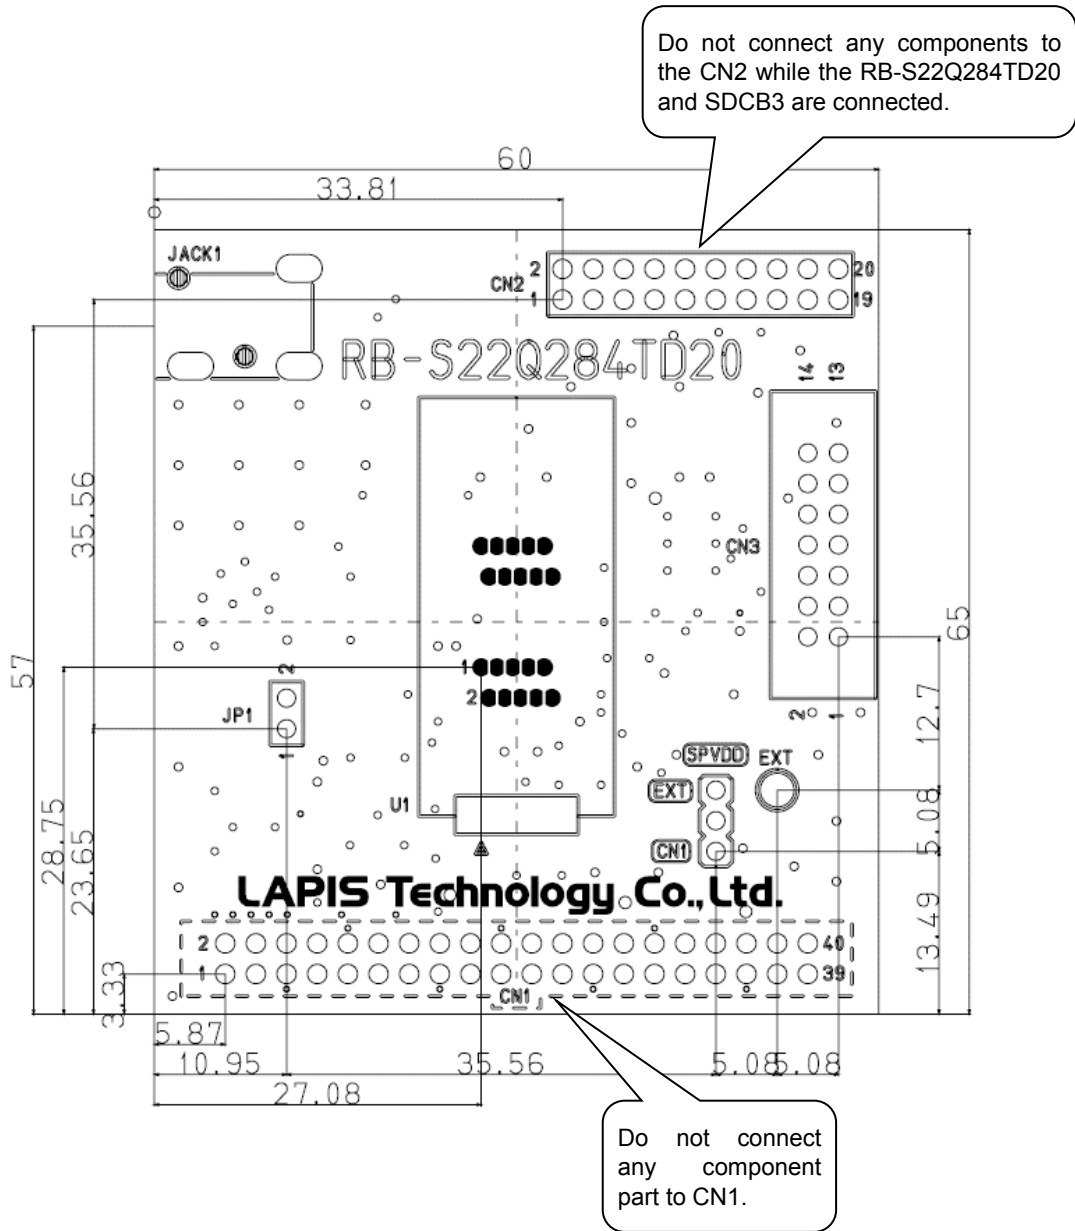 Do not connect any components to
the CN2 while the RB-S22Q284TD20
and SDCB3 are connected.
60
33.81
JACK1
2
20
CN2
1
19
RB-S22Q284TD20
14
13
35.56
CN3
57
65
1
2
2
JP1
1
2
1
12.7
SPVDD
EXT
EXT
U1
CN1
5.08
28.75
23.65
LAPIS Technology Co.,Ltd.
13.49
2
40
1
39
3.33
CN1
5.87
10.95
35.56
5.08
5.08
27.08
Do not connect
any component
part to CN1.